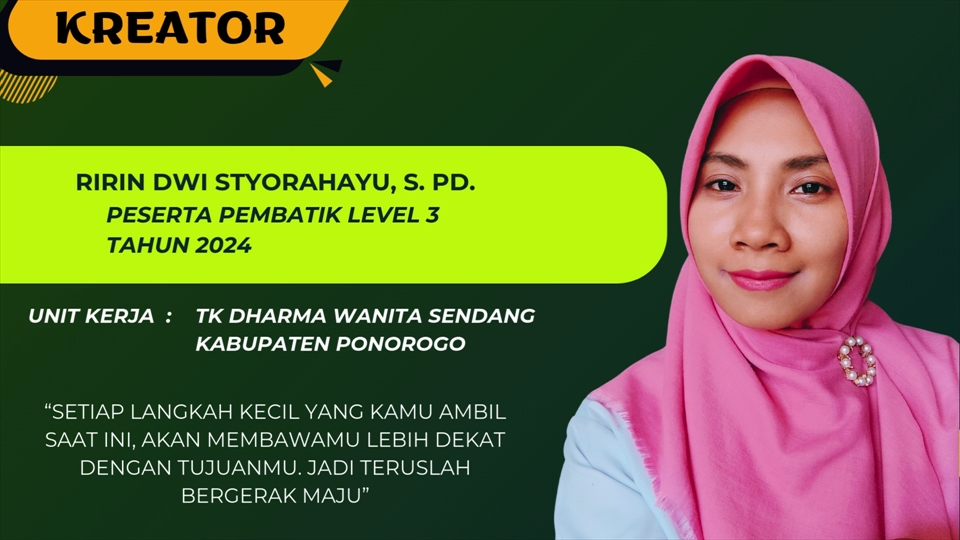 KREATOR
RIRIN DWI STYORAHAYU, S. PD.
PESERTA PEMBATIK LEVEL 3
TAHUN 2024
UNIT KERJA : TK DHARMA WANITA SENDANG
KABUPATEN PONOROGO
“SETIAP LANGKAH KECIL YANG KAMU AMBIL
SAAT INI, AKAN MEMBAWAMU LEBIH DEKAT
DENGAN TUJUANMU. JADI TERUSLAH
BERGERAK MAJU”